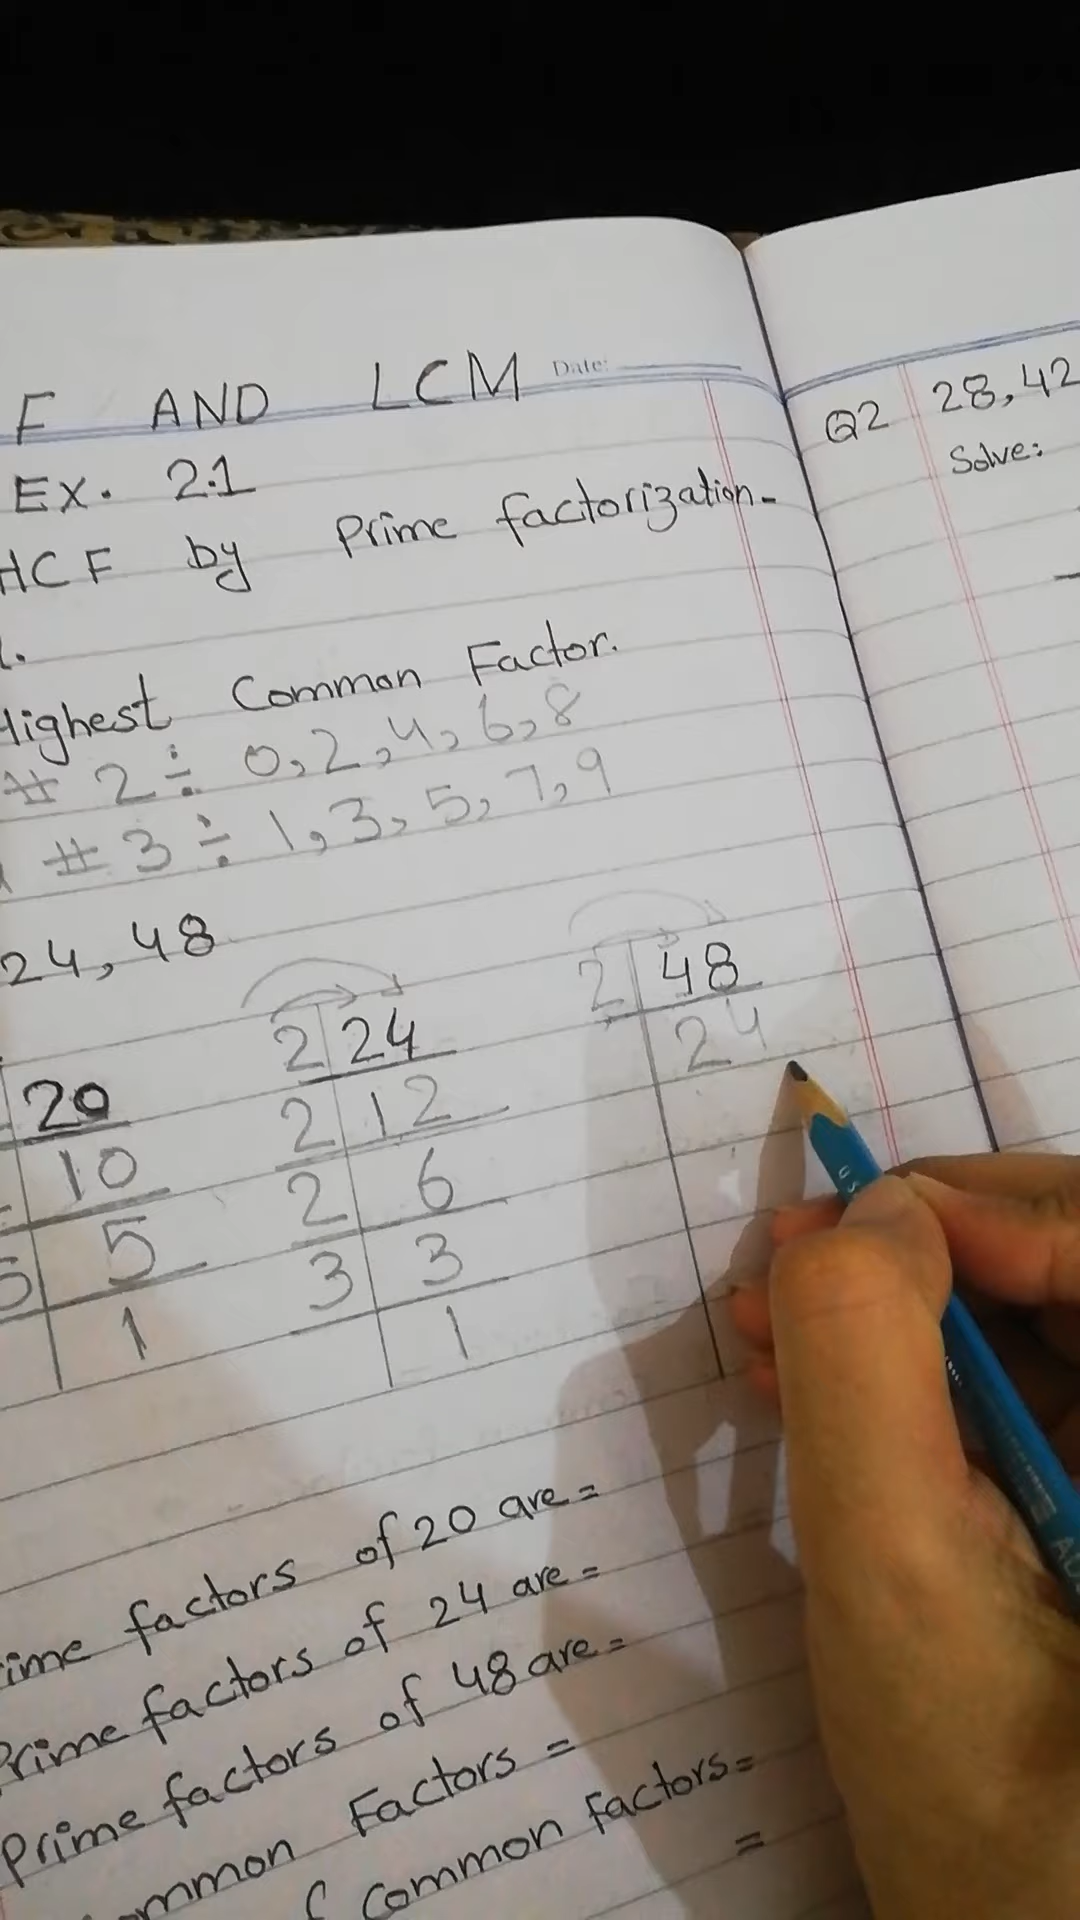 F AND LCM Date:
Ex. 2.1
HCF by Prime factorization-
Highest Common Factor.
# 2 ÷ 0, 2, 4, 6, 8
# 3 ÷ 1, 3, 5, 7, 9
24, 48
20
10
5 5
1
2 24
2 12
2 6
3 3
1
2 48
24
Prime factors of 20 are =
Prime factors of 24 are =
Prime factors of 48 are =
Common Factors =
f Common Factors =
=
Q2 28, 42
Solve: